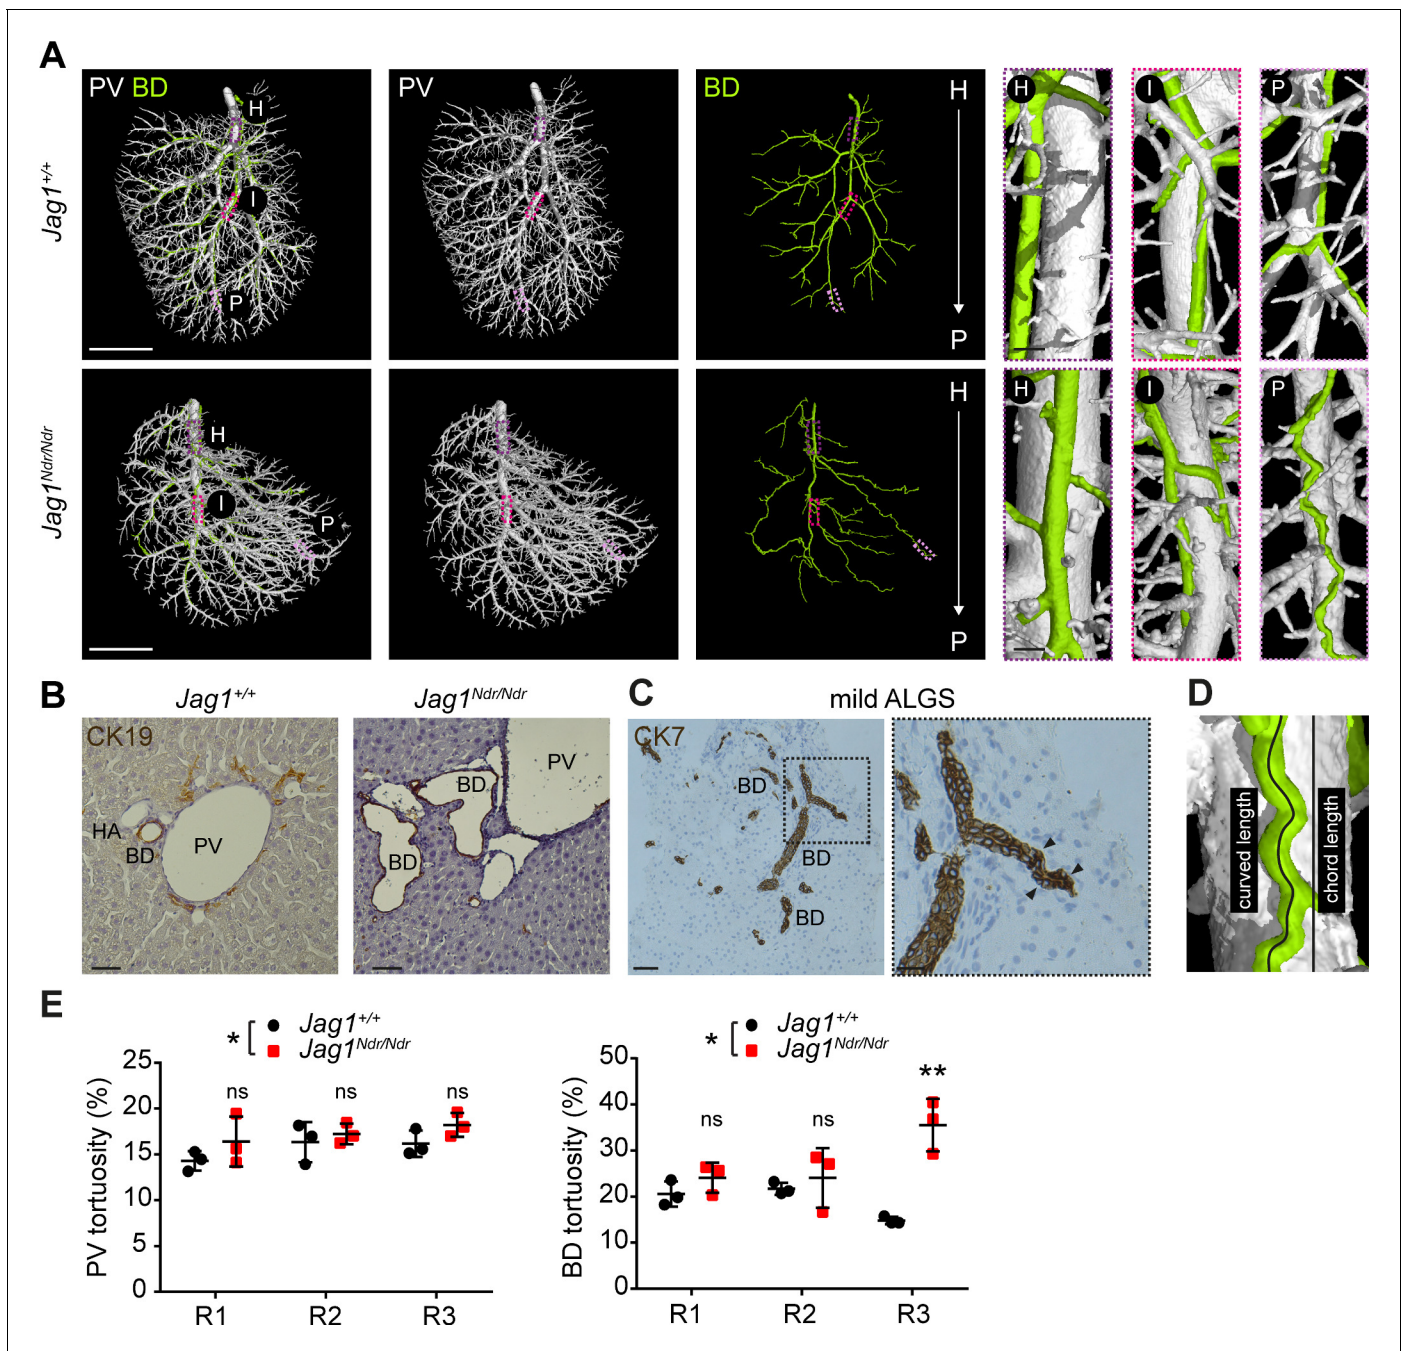 A
PV BD
H
I
P
PV
BD
H
P
H
I
P
Jag1+/+
H
I
P
H
P
H
I
P
Jag1Ndr/Ndr
B
Jag1+/+
Jag1Ndr/Ndr
CK19
HA
BD
PV
BD
BD
PV
C
mild ALGS
CK7
BD
BD
BD
D
curved length
chord length
E
* Jag1+/+
Jag1Ndr/Ndr
PV tortuosity (%)
25
20
15
10
5
0
ns
ns
ns
R1 R2 R3
* Jag1+/+
Jag1Ndr/Ndr
BD tortuosity (%)
50
40
30
20
10
0
ns
ns
**
R1 R2 R3